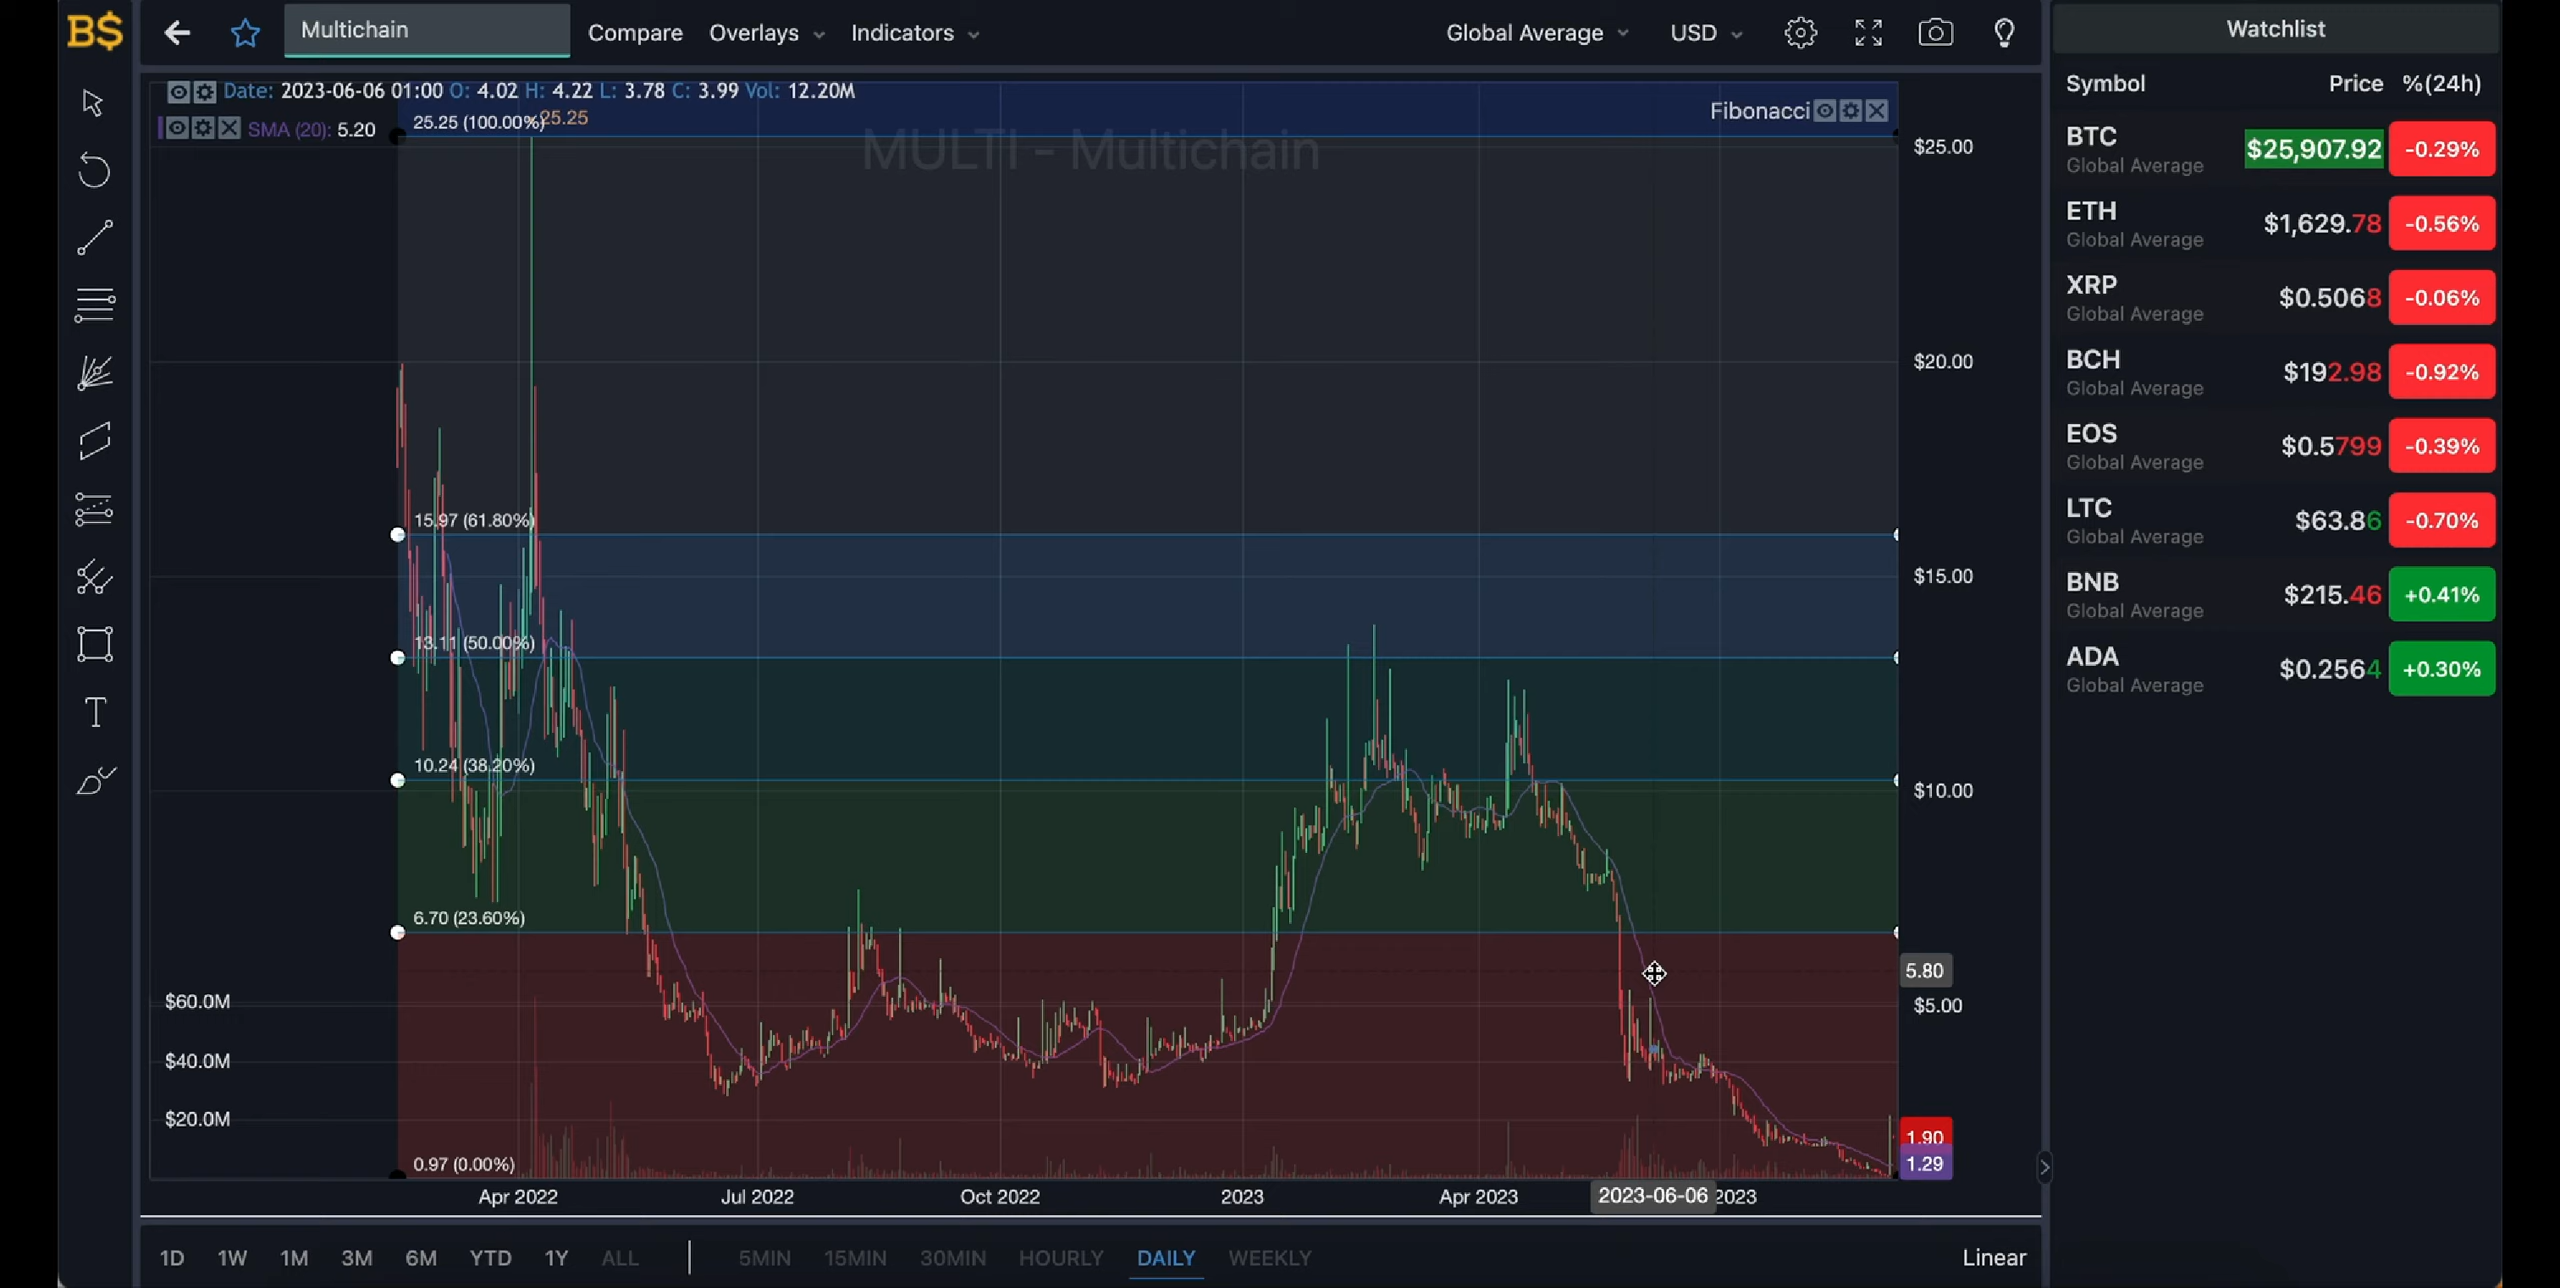 B$
Multichain
Compare
Overlays
Indicators
Global Average
USD
Watchlist
Symbol Price %(24h)
Date: 2023-06-06 01:00 O: 4.02 H: 4.22 L: 3.78 C: 3.99 Vol: 12.20M
SMA (20): 5.20
25.25 (100.00%)
25.25
Fibonacci
MULTI - Multichain
15.97 (61.80%)
13.11 (50.00%)
10.24 (38.20%)
6.70 (23.60%)
0.97 (0.00%)
$25.00
$20.00
$15.00
$10.00
5.80
$5.00
1.90
1.29
$60.0M
$40.0M
$20.0M
Apr 2022
Jul 2022
Oct 2022
2023
Apr 2023
2023-06-06
2023
1D 1W 1M 3M 6M YTD 1Y ALL
5MIN 15MIN 30MIN HOURLY DAILY WEEKLY
Linear
BTC $25,907.92 -0.29%
Global Average
ETH $1,629.78 -0.56%
Global Average
XRP $0.5068 -0.06%
Global Average
BCH $192.98 -0.92%
Global Average
EOS $0.5799 -0.39%
Global Average
LTC $63.86 -0.70%
Global Average
BNB $215.46 +0.41%
Global Average
ADA $0.2564 +0.30%
Global Average